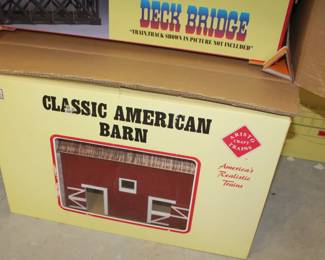 DECK BRIDGE
"TRAIN, TRACK SHOWN IN PICTURE NOT INCLUDED"
CLASSIC AMERICAN
BARN
ARISTO
CRAFT
TRAINS
America's
Realistic
Trains